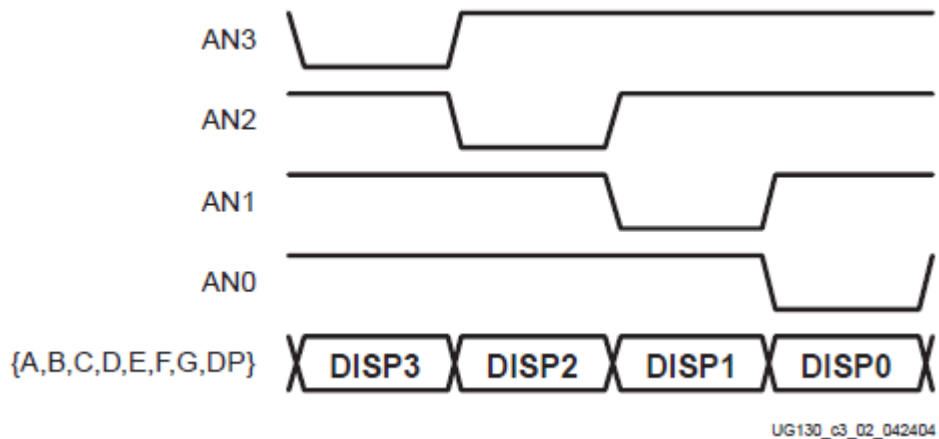 AN3
AN2
AN1
AN0
{A,B,C,D,E,F,G,DP} DISP3 DISP2 DISP1 DISP0
UG130_c3_02_042404